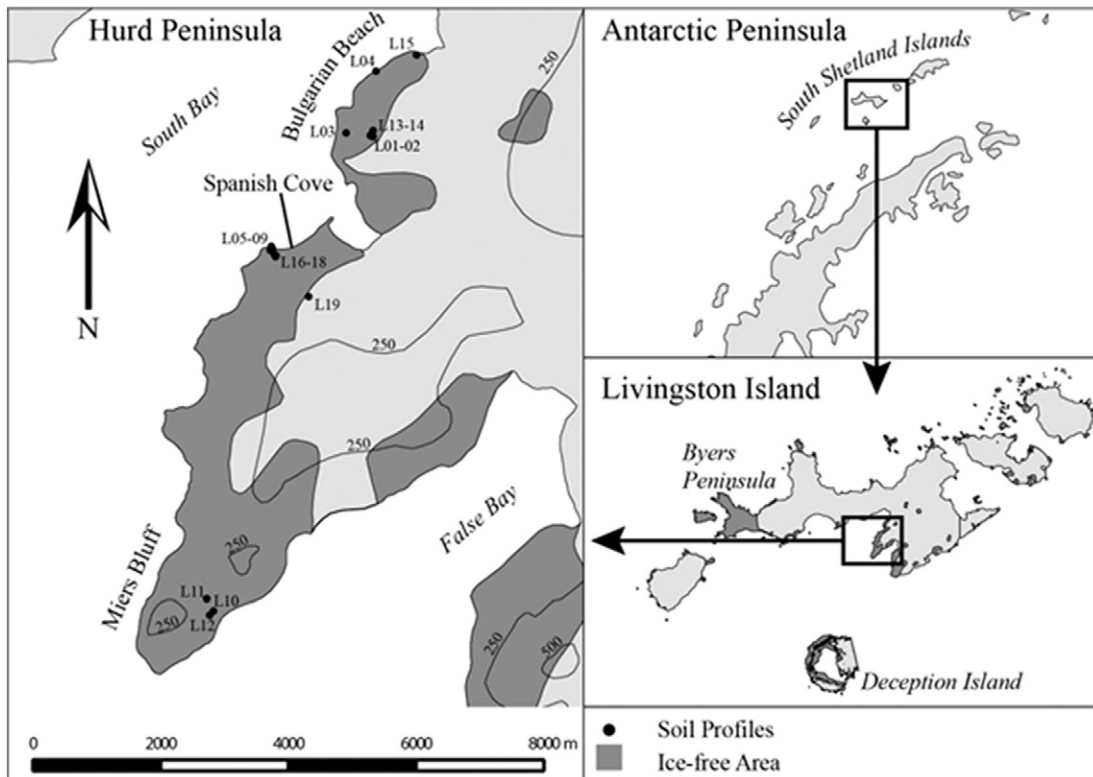 Hurd Peninsula
L15
L04
Bulgarian Beach
250
South Bay
L03
L13-14
L01-02
Spanish Cove
L05-09
L16-18
N
L19
250
250
False Bay
250
Miers Bluff
L11
L10
250
L12
250
500
0
2000
4000
6000
8000 m
Antarctic Peninsula
South Shetland Islands
Livingston Island
Byers
Peninsula
Deception Island
Soil Profiles
Ice-free Area